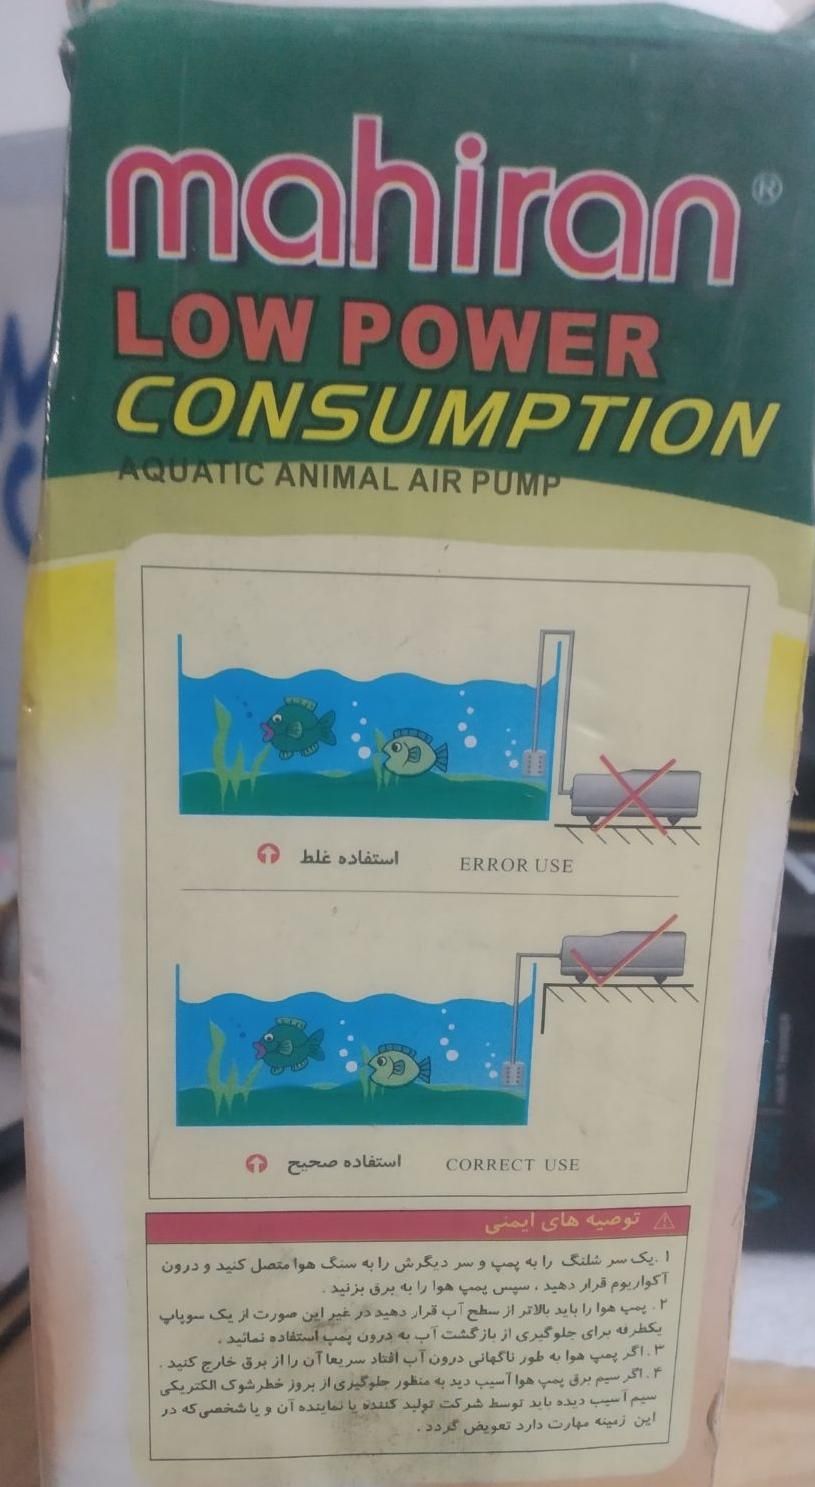 mahiran®
LOW POWER
CONSUMPTION
AQUATIC ANIMAL AIR PUMP
استفاده غلط ERROR USE
استفاده صحیح CORRECT USE
توصیه های ایمنی
۱. یک سر شلنگ را به پمپ و سر دیگرش را به سنگ هوا متصل کنید و درون
آکواریوم قرار دهید ، سپس پمپ هوا را به برق بزنید .
۲. پمپ هوا را باید بالاتر از سطح آب قرار دهید در غیر این صورت از یک سوپاپ
یکطرفه برای جلوگیری از بازگشت آب به درون پمپ استفاده نمائید .
۳. اگر پمپ هوا به طور ناگهانی درون آب افتاد سریعا آن را از برق خارج کنید .
۴. اگر سیم برق پمپ هوا آسیب دید به منظور جلوگیری از بروز خطر شوک الکتریکی
سیم آسیب دیده باید توسط شرکت تولید کننده یا نماینده آن و یا شخصی که در
این زمینه مهارت دارد تعویض گردد .